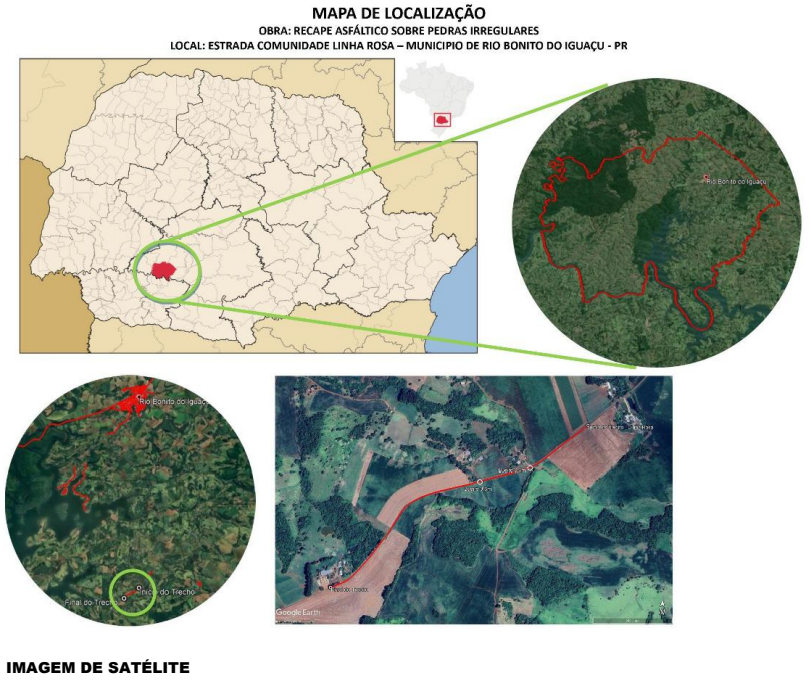 MAPA DE LOCALIZAÇÃO
OBRA: RECAPE ASFÁLTICO SOBRE PEDRAS IRREGULARES
LOCAL: ESTRADA COMUNIDADE LINHA ROSA – MUNICIPIO DE RIO BONITO DO IGUAÇU - PR
Rio Bonito do Iguaçu
Rio Bonito do Iguaçu
Início do Trecho
Final do Trecho
Google Earth
IMAGEM DE SATÉLITE